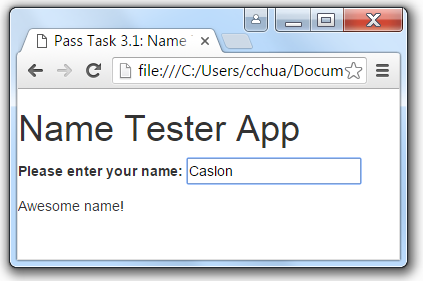 Pass Task 3.1: Name
file:///C:/Users/cchua/Docum
Name Tester App
Please enter your name: Caslon
Awesome name!